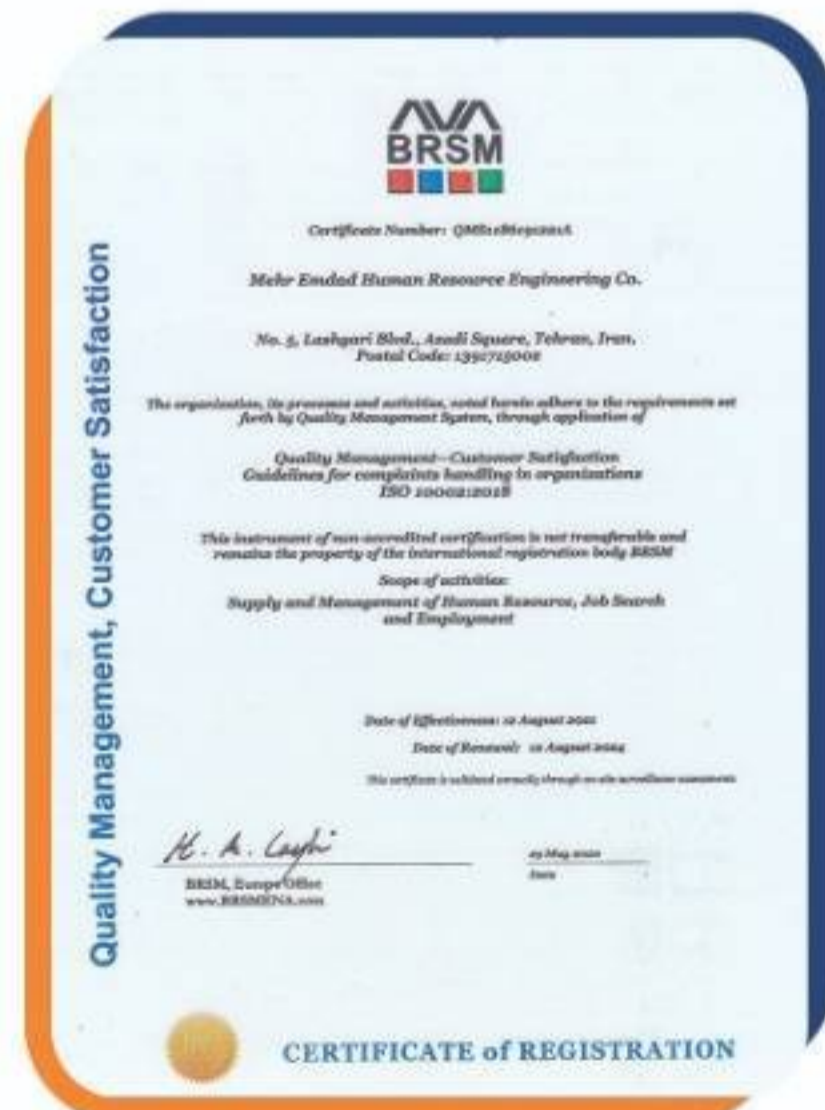 AVA
BRSM
Certificate Number:
Mehr Emdad Human Resource Engineering Co.
No. 5, Lashgari Blvd., Azadi Square, Tehran, Iran.
Postal Code: 1391715002
The organization, its processes and activities, noted herein adhere to the requirements set
forth by Quality Management System, through application of
Quality Management—Customer Satisfaction
Guidelines for complaints handling in organizations
ISO 10002:2018
This instrument of non-accredited certification is not transferable and
remains the property of the international registration body BRSM
Scope of activities:
Supply and Management of Human Resource, Job Search
and Employment
Date of Effectiveness: 12 August
Date of Renewal: August 2024
This certificate is validated annually through on site surveillance assessments
BRSM, Europe Office
www.BRSMENA.com
May
Date
Quality Management, Customer Satisfaction
CERTIFICATE of REGISTRATION